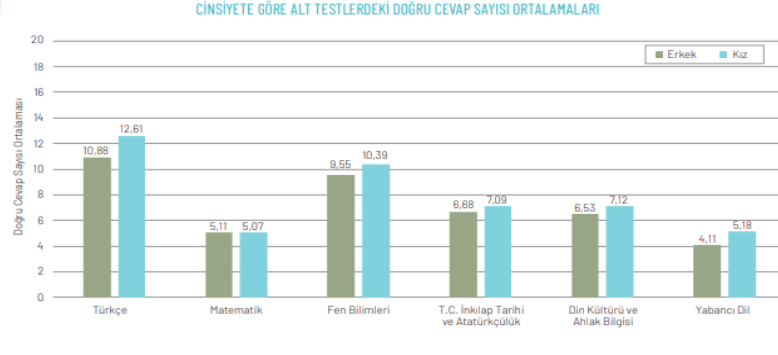 CİNSİYETE GÖRE ALT TESTLERDEKİ DOĞRU CEVAP SAYISI ORTALAMALARI
Doğru Cevap Sayısı Ortalaması
20
18
16
14
12
10
8
6
4
2
0
Erkek
Kız
10,88
12,61
5,11
5,07
9,55
10,39
6,68
7,09
6,53
7,12
4,11
5,18
Türkçe
Matematik
Fen Bilimleri
T.C. İnkılap Tarihi
ve Atatürkçülük
Din Kültürü ve
Ahlak Bilgisi
Yabancı Dil